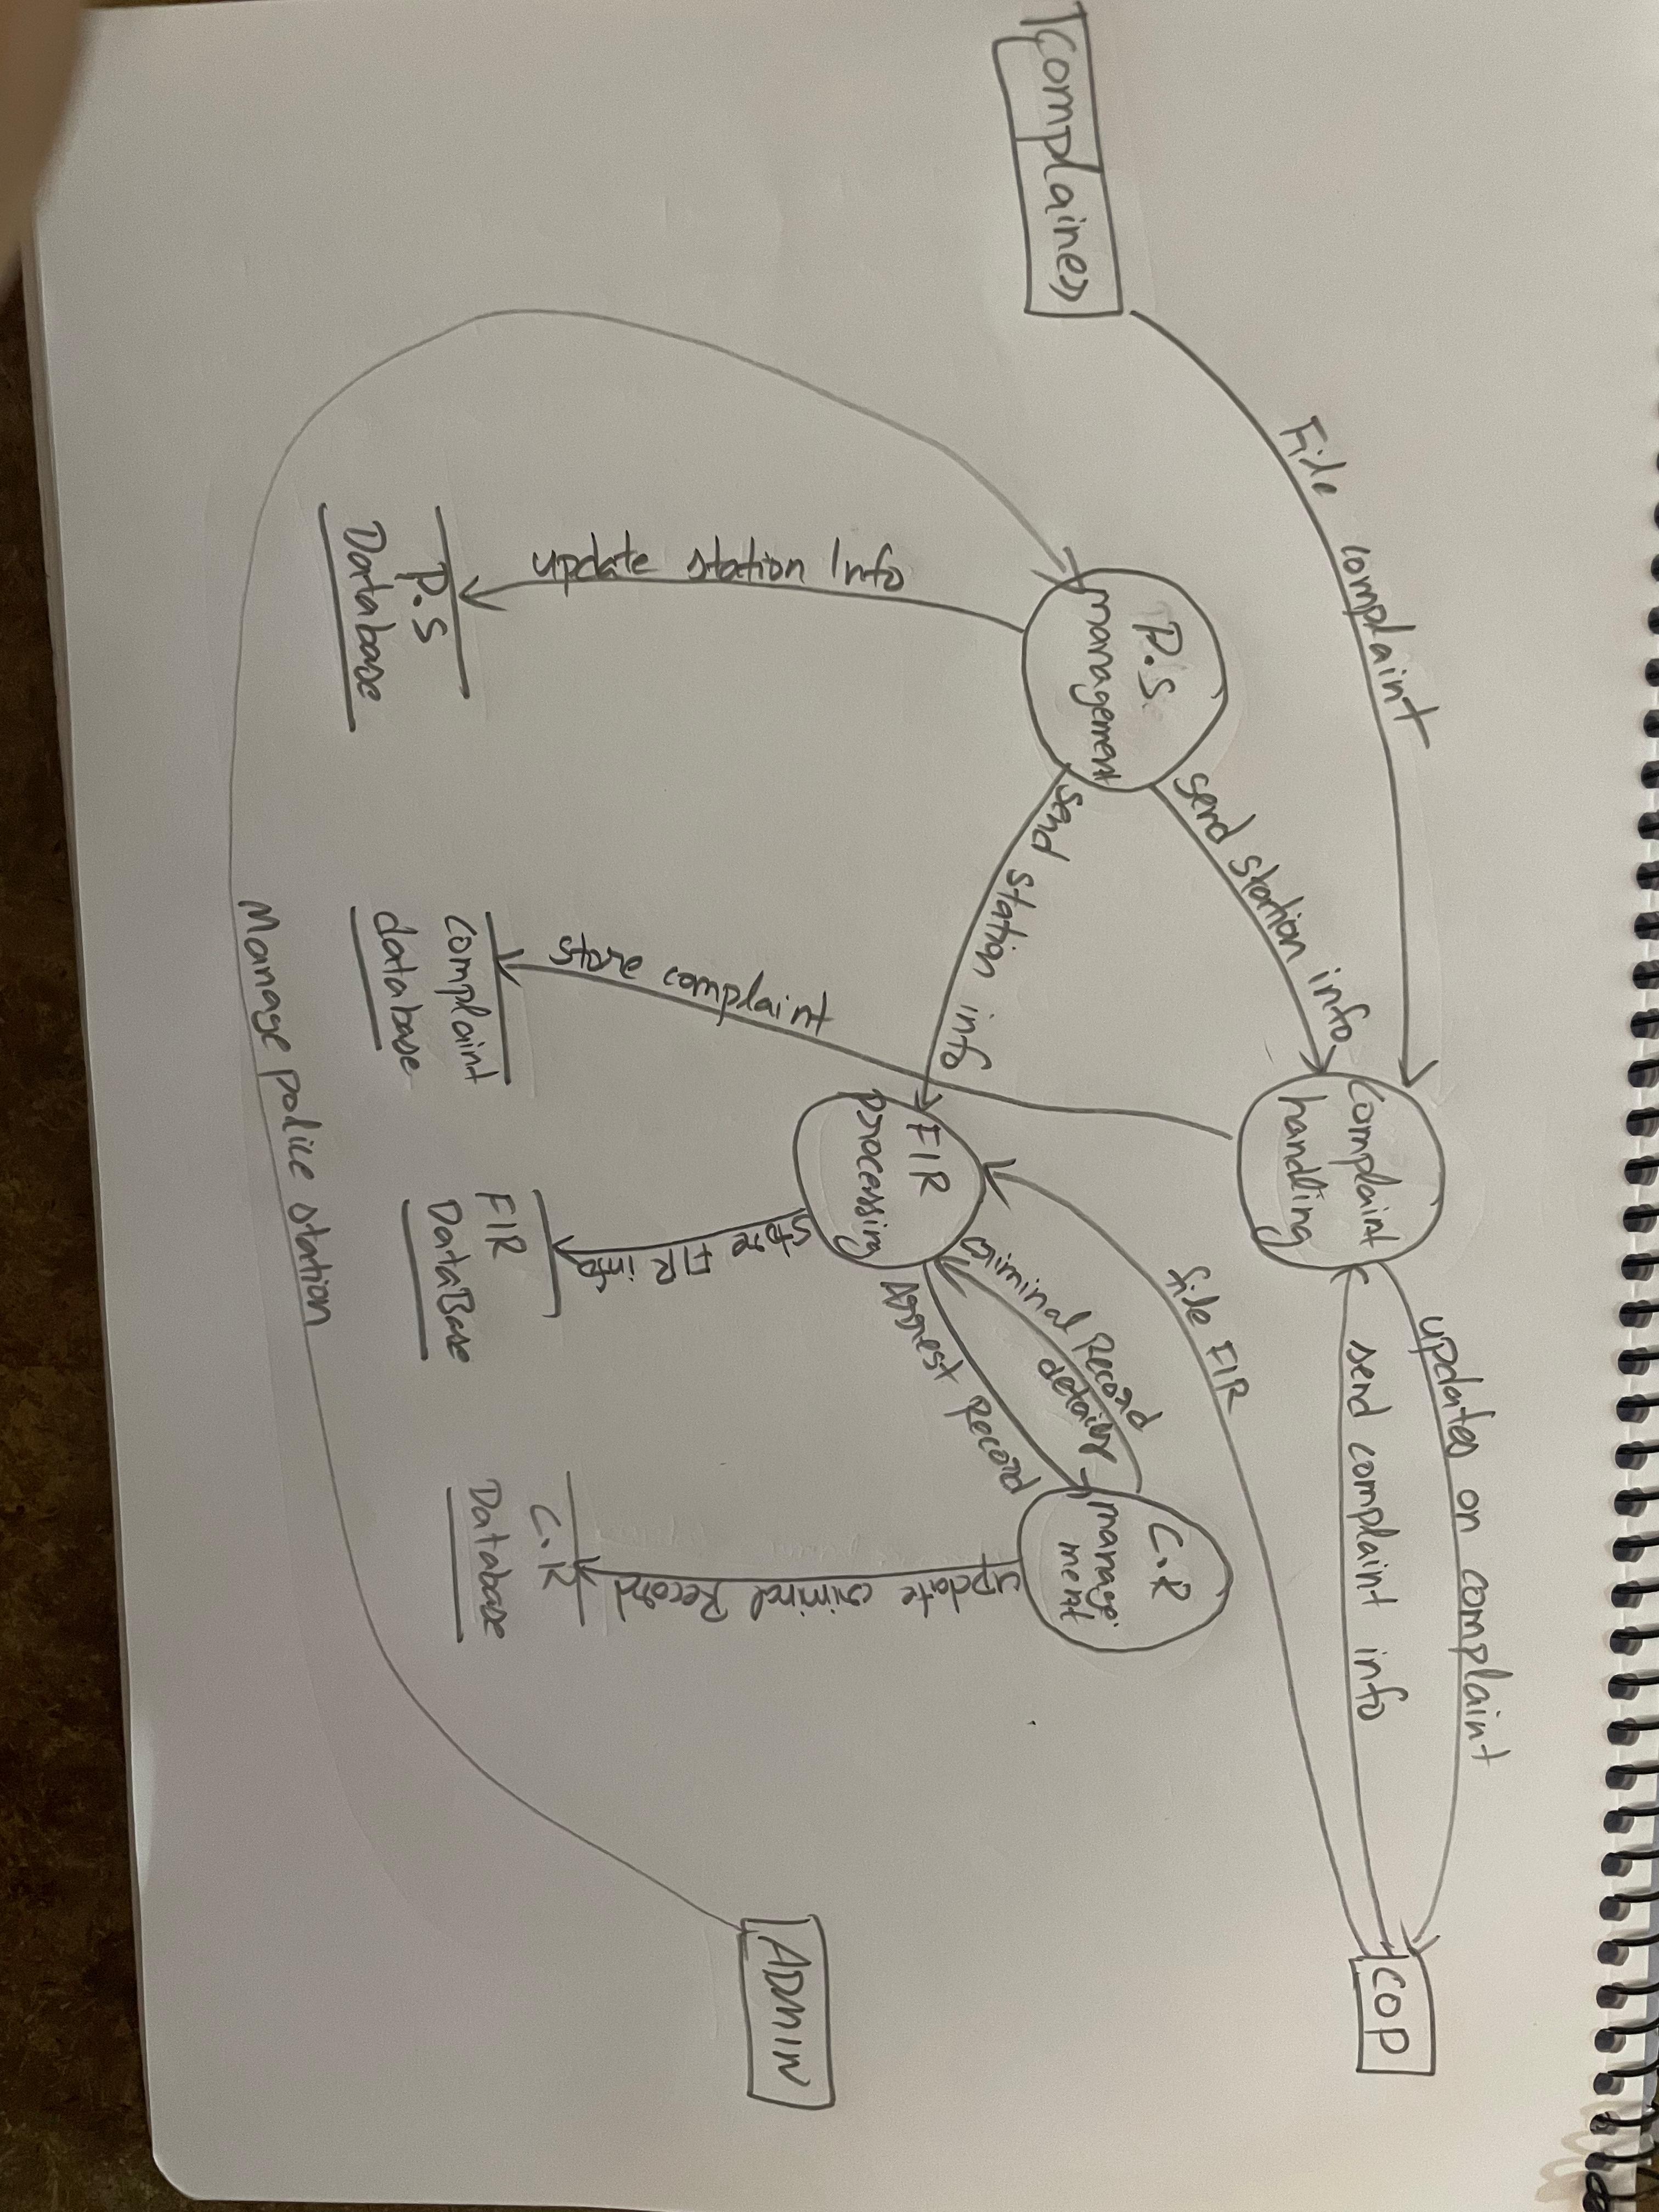 Complainer
File complaint
P.S
management
send station info
send station info
update station Info
P.S
Database
Complaint
handling
updates on complaint
send complaint info
COP
file FIR
store complaint
complaint
database
FIR
processing
store FIR info
FIR
DataBase
criminal Record
details
Arrest Record
C.R
manage-
ment
update criminal Record
C.R
Database
Manage police station
ADMIN